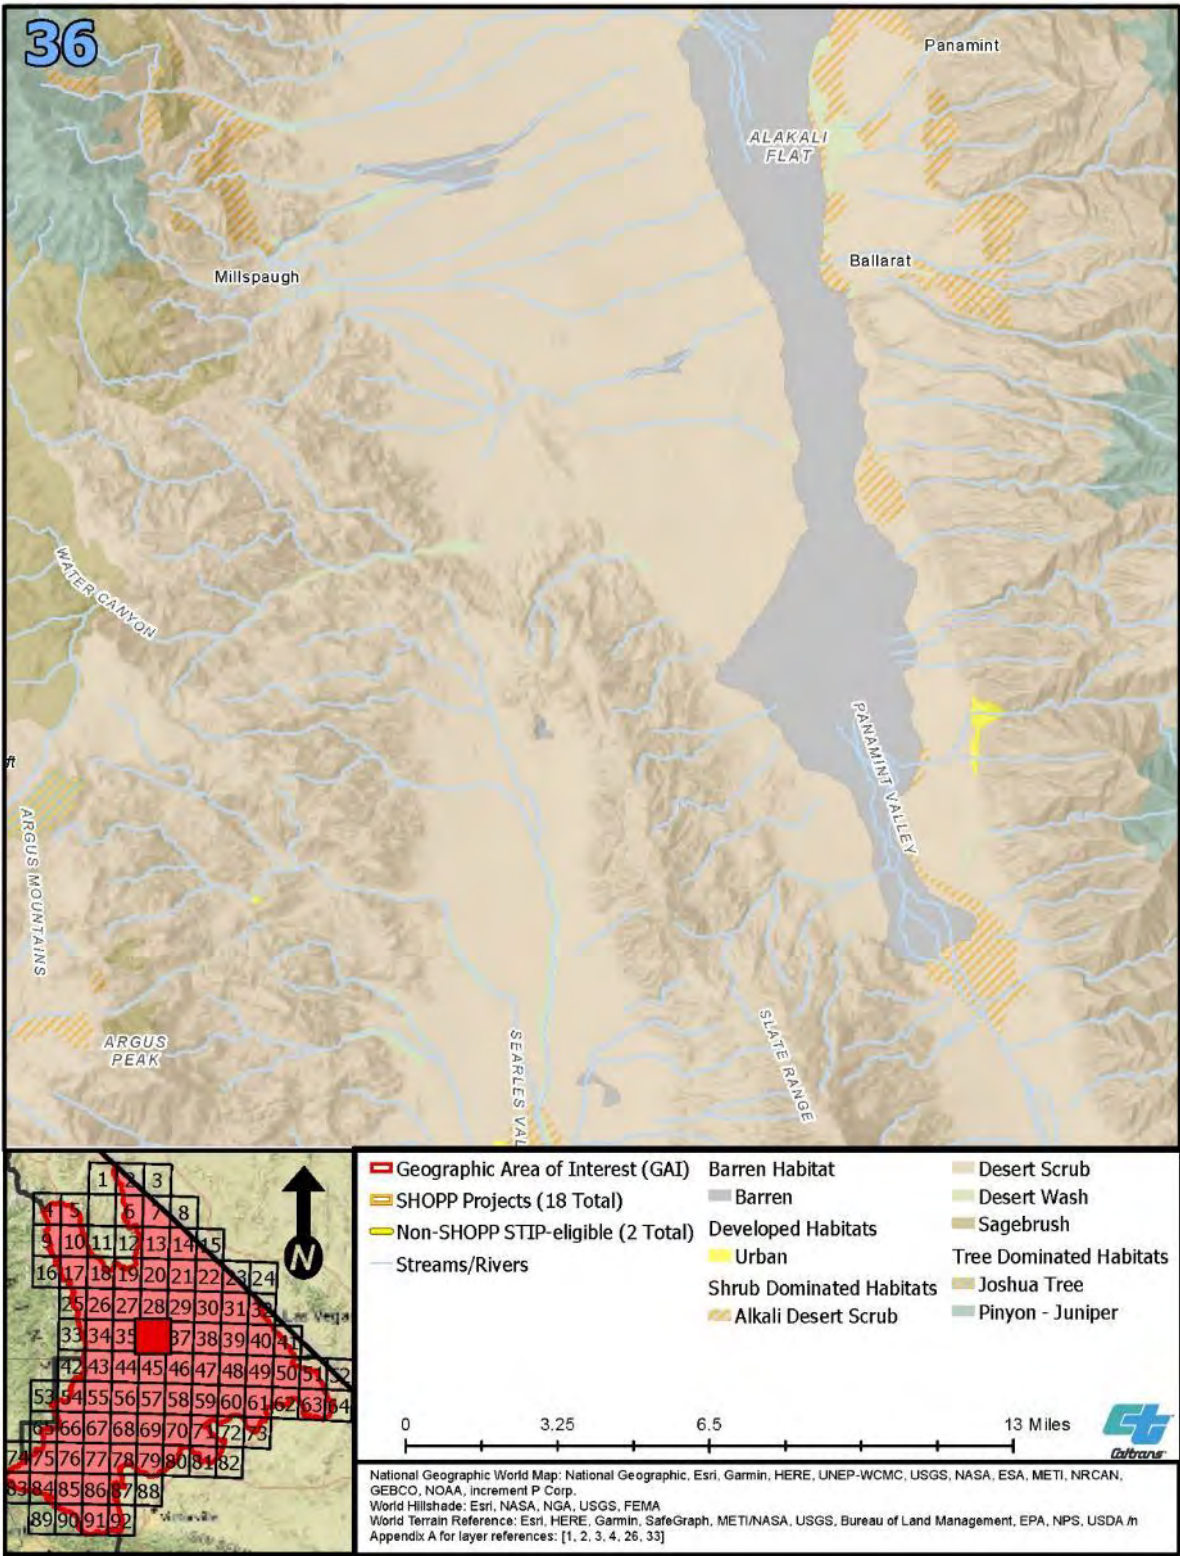 36
Panamint
ALAKALI
FLAT
Ballarat
Millspaugh
WATER CANYON
PANAMINT VALLEY
ft
ARGUS MOUNTAINS
ARGUS
PEAK
SEARLES VAL
SLATE RANGE
1 2 3
4 5 6 7 8
9 10 11 12 13 14 15
16 17 18 19 20 21 22 23 24
25 26 27 28 29 30 31 32
Las Vega
33 34 35 37 38 39 40 41
42 43 44 45 46 47 48 49 50 51 52
53 54 55 56 57 58 59 60 61 62 63 64
65 66 67 68 69 70 71 72 73
74 75 76 77 78 79 80 81 82
83 84 85 86 87 88
89 90 91 92
Victorville
N
Geographic Area of Interest (GAI)
SHOPP Projects (18 Total)
Non-SHOPP STIP-eligible (2 Total)
Streams/Rivers
Barren Habitat
Barren
Developed Habitats
Urban
Shrub Dominated Habitats
Alkali Desert Scrub
Desert Scrub
Desert Wash
Sagebrush
Tree Dominated Habitats
Joshua Tree
Pinyon - Juniper
0 3.25 6.5 13 Miles
ct
Caltrans
National Geographic World Map: National Geographic, Esri, Garmin, HERE, UNEP-WCMC, USGS, NASA, ESA, METI, NRCAN,
GEBCO, NOAA, increment P Corp.
World Hillshade: Esri, NASA, NGA, USGS, FEMA
World Terrain Reference: Esri, HERE, Garmin, SafeGraph, METI/NASA, USGS, Bureau of Land Management, EPA, NPS, USDA /n
Appendix A for layer references: [1, 2, 3, 4, 26, 33]